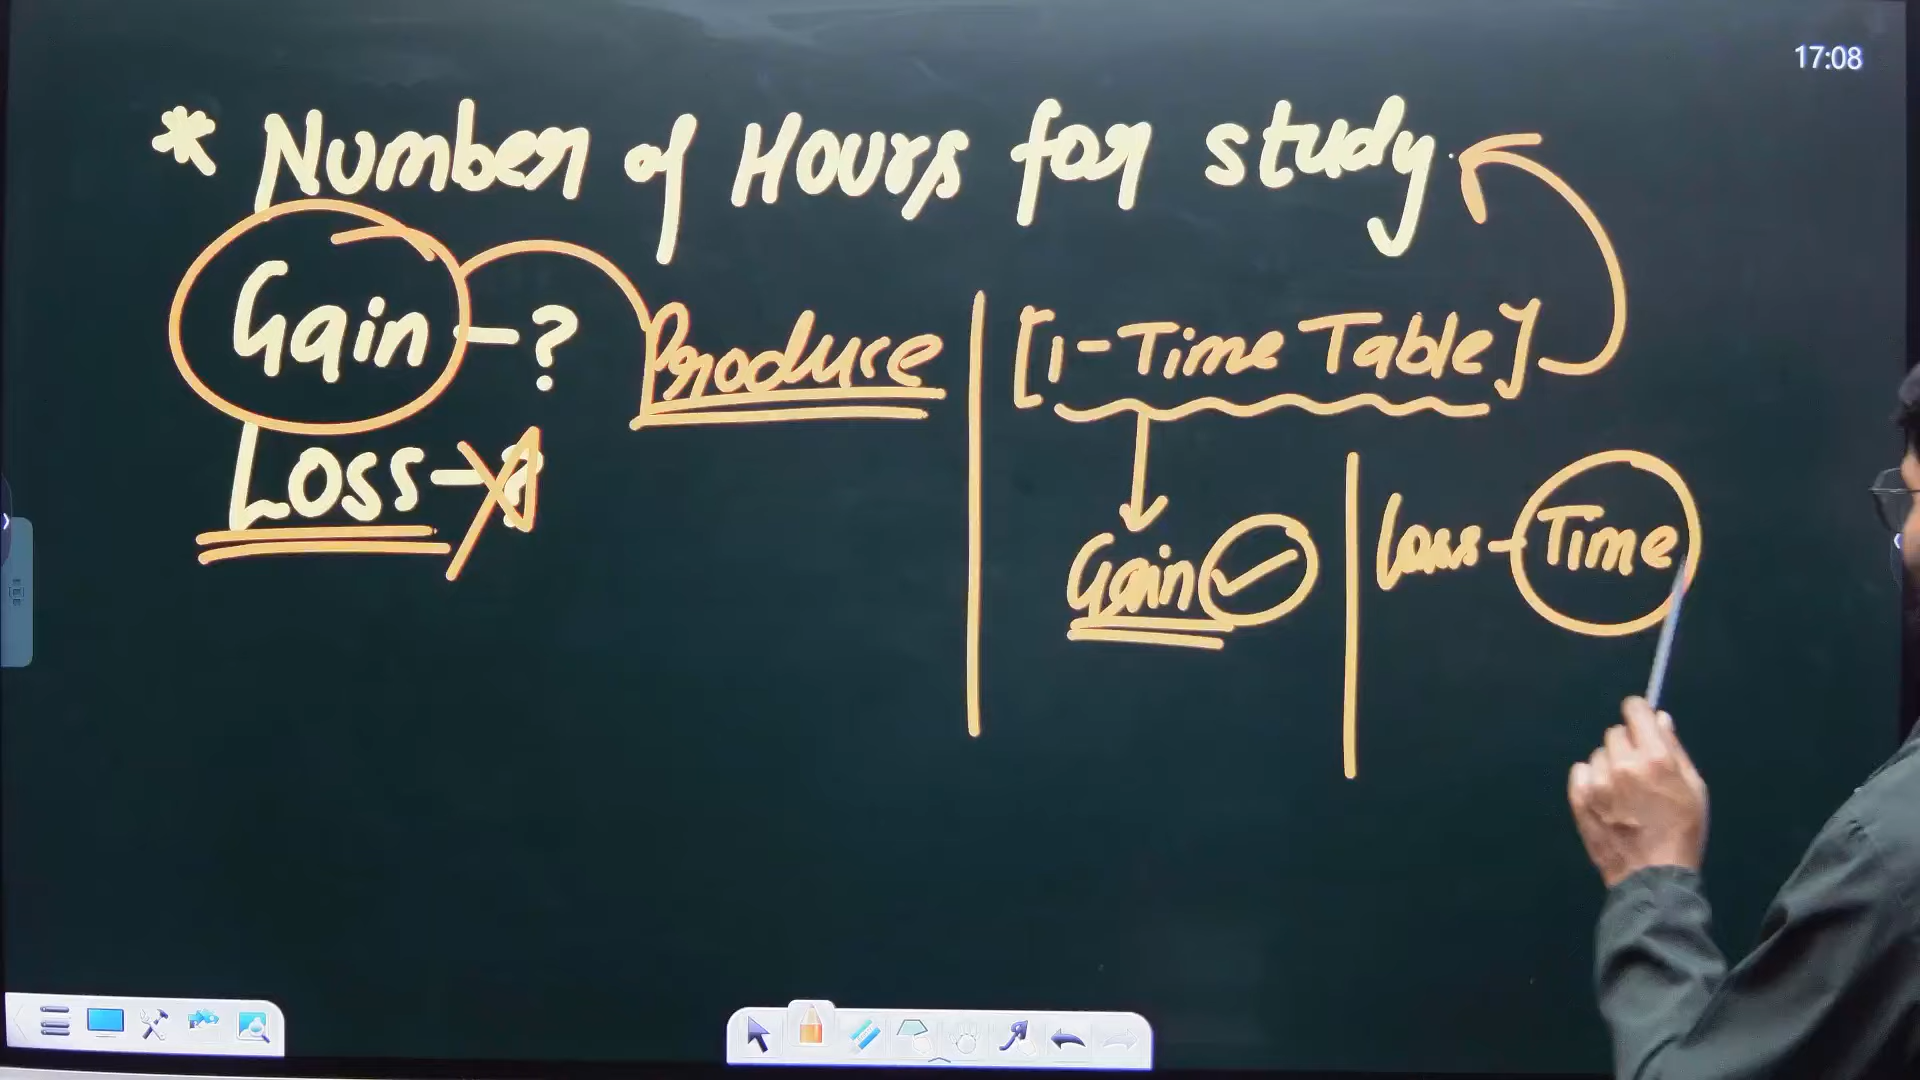 17:08
* Number of Hours for study
Gain - ? Produce [1 - Time Table]
Loss - ?
Gain ✓ Loss - Time